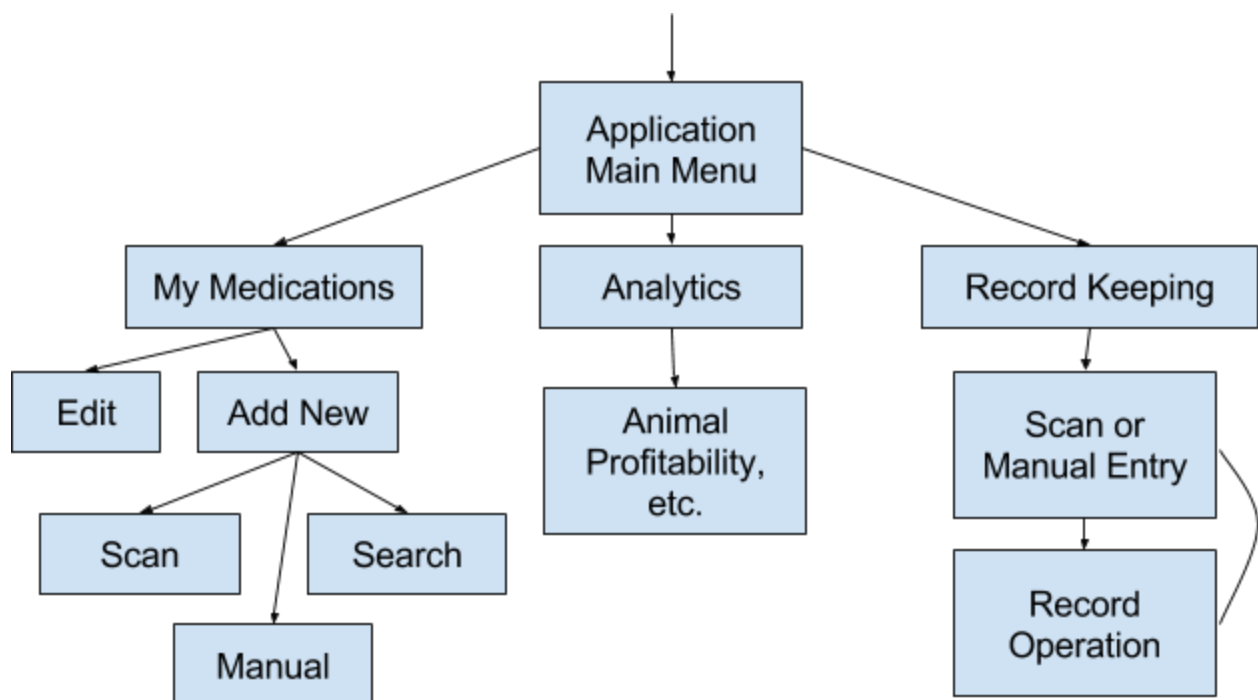 Application
Main Menu
My Medications
Analytics
Record Keeping
Edit
Add New
Animal
Profitability,
etc.
Scan or
Manual Entry
Scan
Search
Record
Operation
Manual